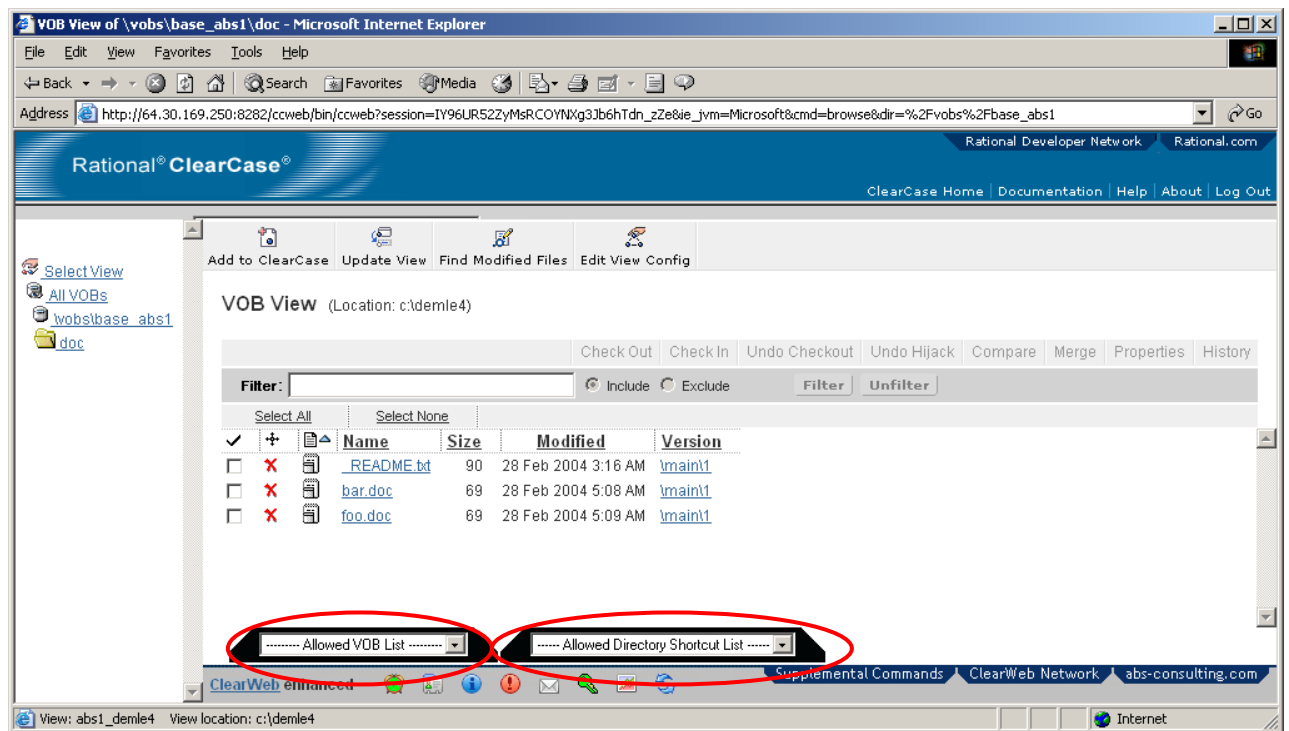 VOB View of \vobs\base_abs1\doc - Microsoft Internet Explorer
File Edit View Favorites Tools Help
Back Search Favorites Media
Address http://64.30.169.250:8282/ccweb/bin/ccweb?session=IY96UR52ZyMsRCOYNXg3Jb6hTdn_zZe&ie_jvm=Microsoft&cmd=browse&dir=%2Fvobs%2Fbase_abs1 Go
Rational Developer Network Rational.com
Rational® ClearCase®
ClearCase Home | Documentation | Help | About | Log Out
Add to ClearCase Update View Find Modified Files Edit View Config
Select View
All VOBs
\vobs\base_abs1
doc
VOB View (Location: c:\demle4)
Check Out Check In Undo Checkout Undo Hijack Compare Merge Properties History
Filter: Include Exclude Filter Unfilter
Select All Select None
Name Size Modified Version
_README.txt 90 28 Feb 2004 3:16 AM \main\1
bar.doc 69 28 Feb 2004 5:08 AM \main\1
foo.doc 69 28 Feb 2004 5:09 AM \main\1
--------- Allowed VOB List --------- ------ Allowed Directory Shortcut List ------
ClearWeb enhanced Supplemental Commands ClearWeb Network abs-consulting.com
View: abs1_demle4 View location: c:\demle4 Internet